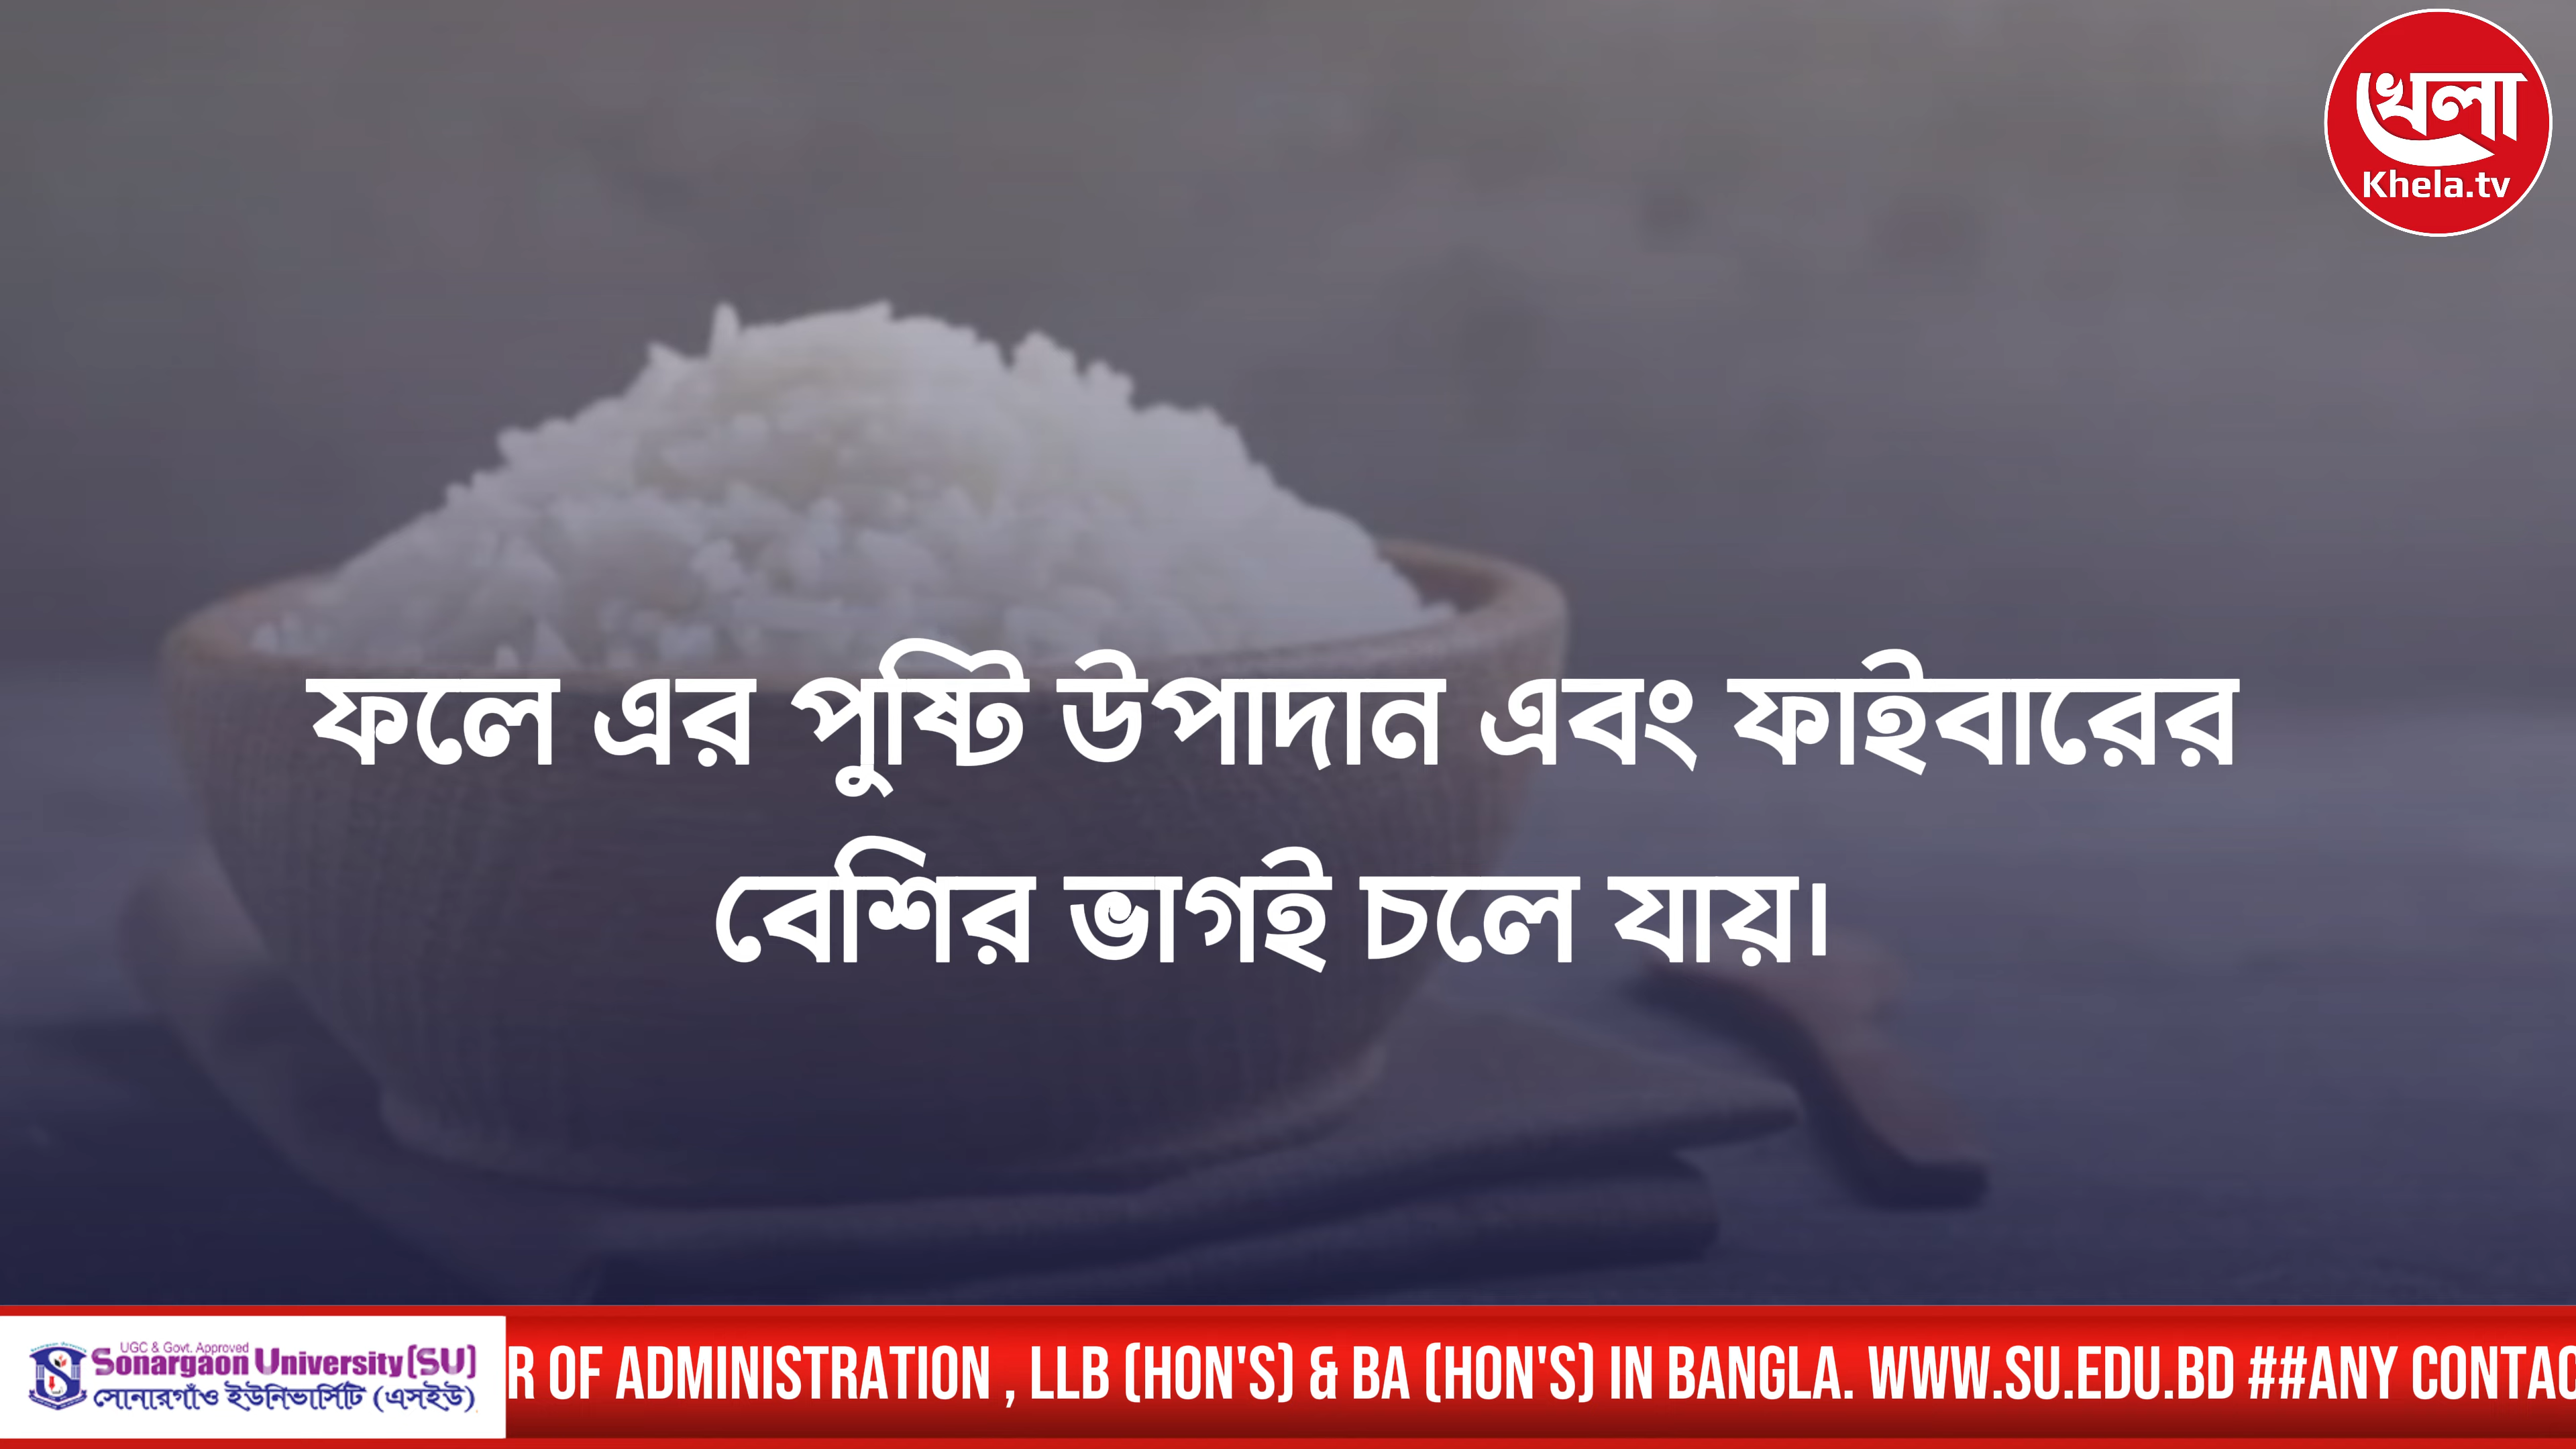 খেলা
Khela.tv
ফলে এর পুষ্টি উপাদান এবং ফাইবারের
বেশির ভাগই চলে যায়।
UGC & Govt. Approved
Sonargaon University (SU)
সোনারগাঁও ইউনিভার্সিটি (এসইউ)
R OF ADMINISTRATION , LLB (HON'S) & BA (HON'S) IN BANGLA. WWW.SU.EDU.BD ##ANY CONTAC